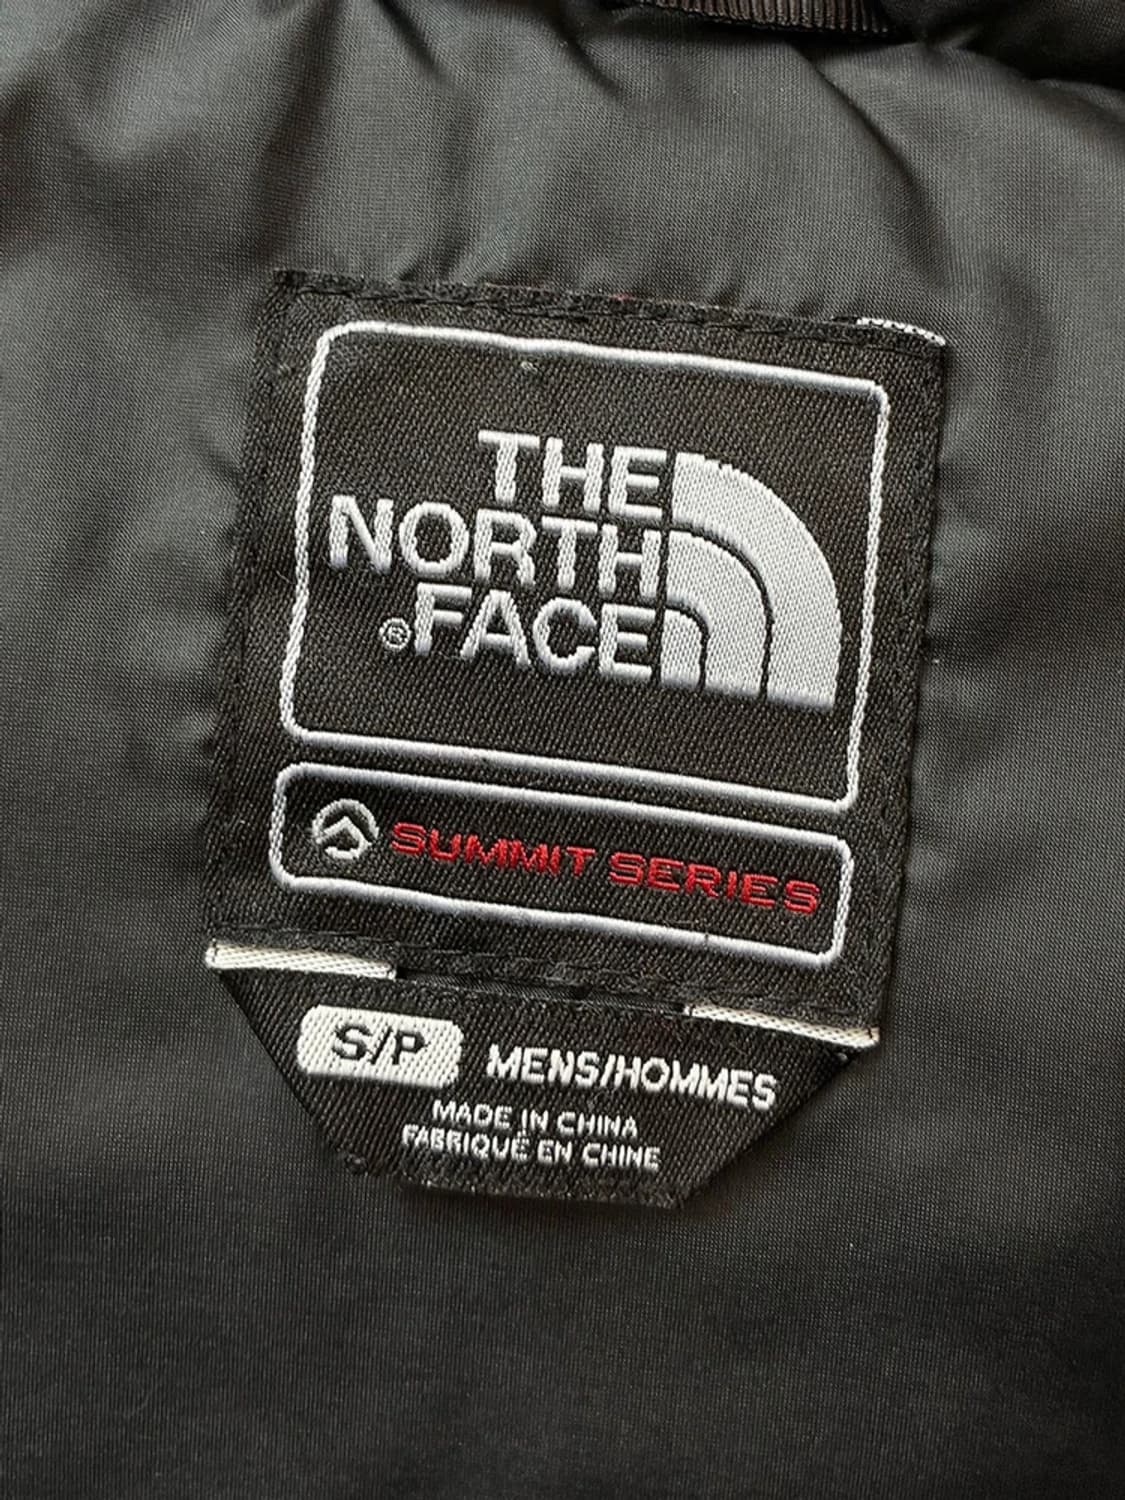 THE
NORTH
®FACE
SUMMIT SERIES
S/P MENS/HOMMES
MADE IN CHINA
FABRIQUÉ EN CHINE